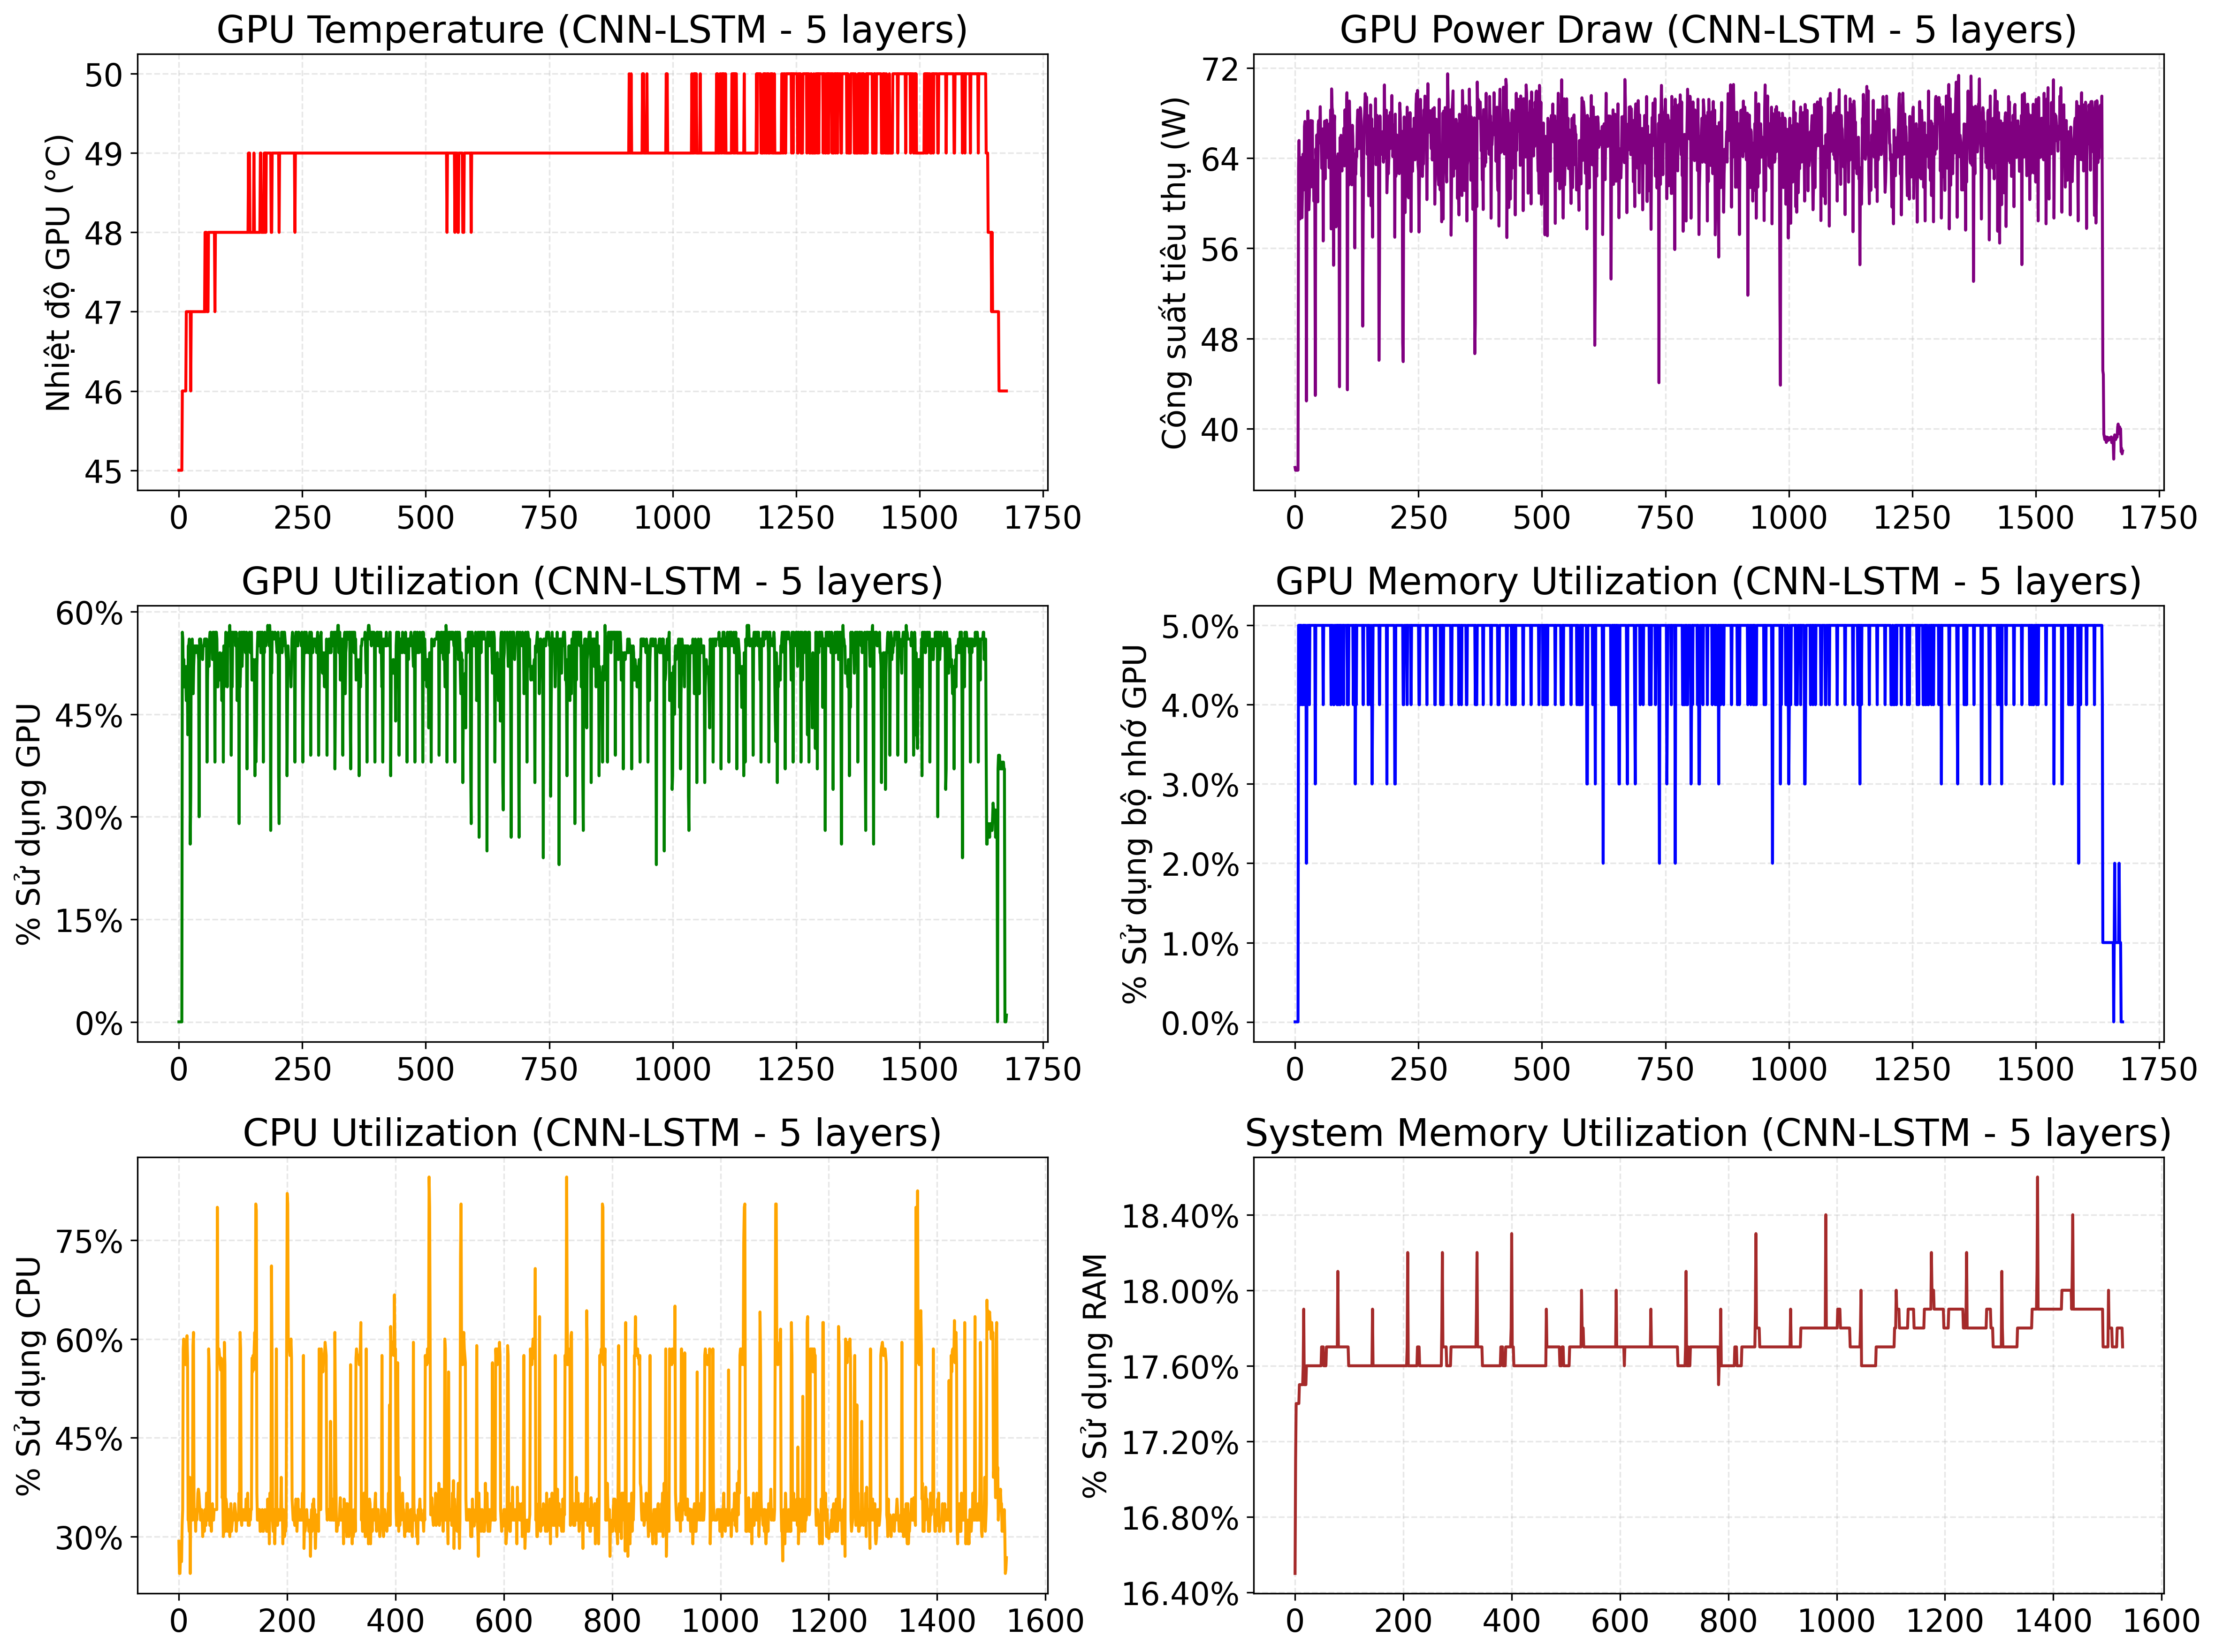 GPU Temperature (CNN-LSTM - 5 layers)
Nhiệt độ GPU (°C)
50
49
48
47
46
45
0 250 500 750 1000 1250 1500 1750
GPU Power Draw (CNN-LSTM - 5 layers)
Công suất tiêu thụ (W)
72
64
56
48
40
0 250 500 750 1000 1250 1500 1750
GPU Utilization (CNN-LSTM - 5 layers)
% Sử dụng GPU
60%
45%
30%
15%
0%
0 250 500 750 1000 1250 1500 1750
GPU Memory Utilization (CNN-LSTM - 5 layers)
% Sử dụng bộ nhớ GPU
5.0%
4.0%
3.0%
2.0%
1.0%
0.0%
0 250 500 750 1000 1250 1500 1750
CPU Utilization (CNN-LSTM - 5 layers)
% Sử dụng CPU
75%
60%
45%
30%
0 200 400 600 800 1000 1200 1400 1600
System Memory Utilization (CNN-LSTM - 5 layers)
% Sử dụng RAM
18.40%
18.00%
17.60%
17.20%
16.80%
16.40%
0 200 400 600 800 1000 1200 1400 1600